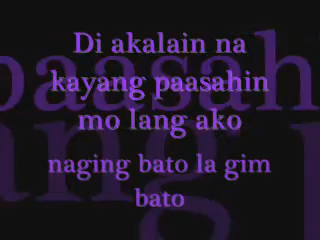 Di akalain na
kayang paasahin
mo lang ako
naging bato la gim
bato